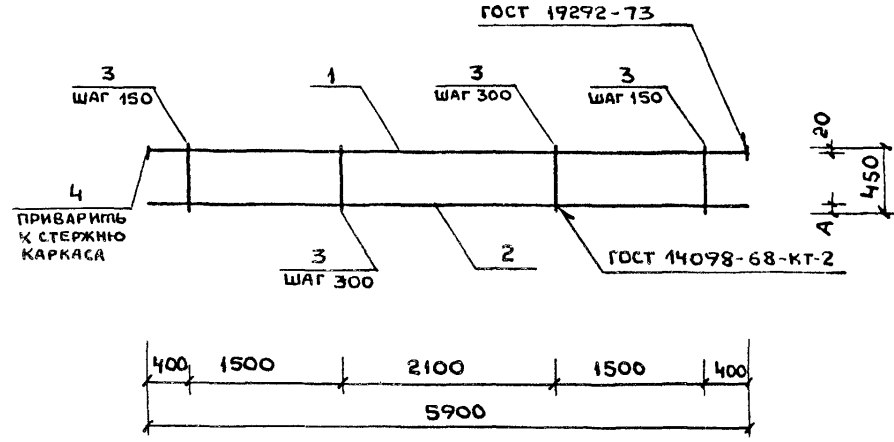 ГОСТ 19292-73
3
ШАГ 150
1
3
ШАГ 300
3
ШАГ 150
20
450
А
4
ПРИВАРИТЬ
К СТЕРЖНЮ
КАРКАСА
3
ШАГ 300
2
ГОСТ 14098-68-КТ-2
400 1500 2100 1500 400
5900